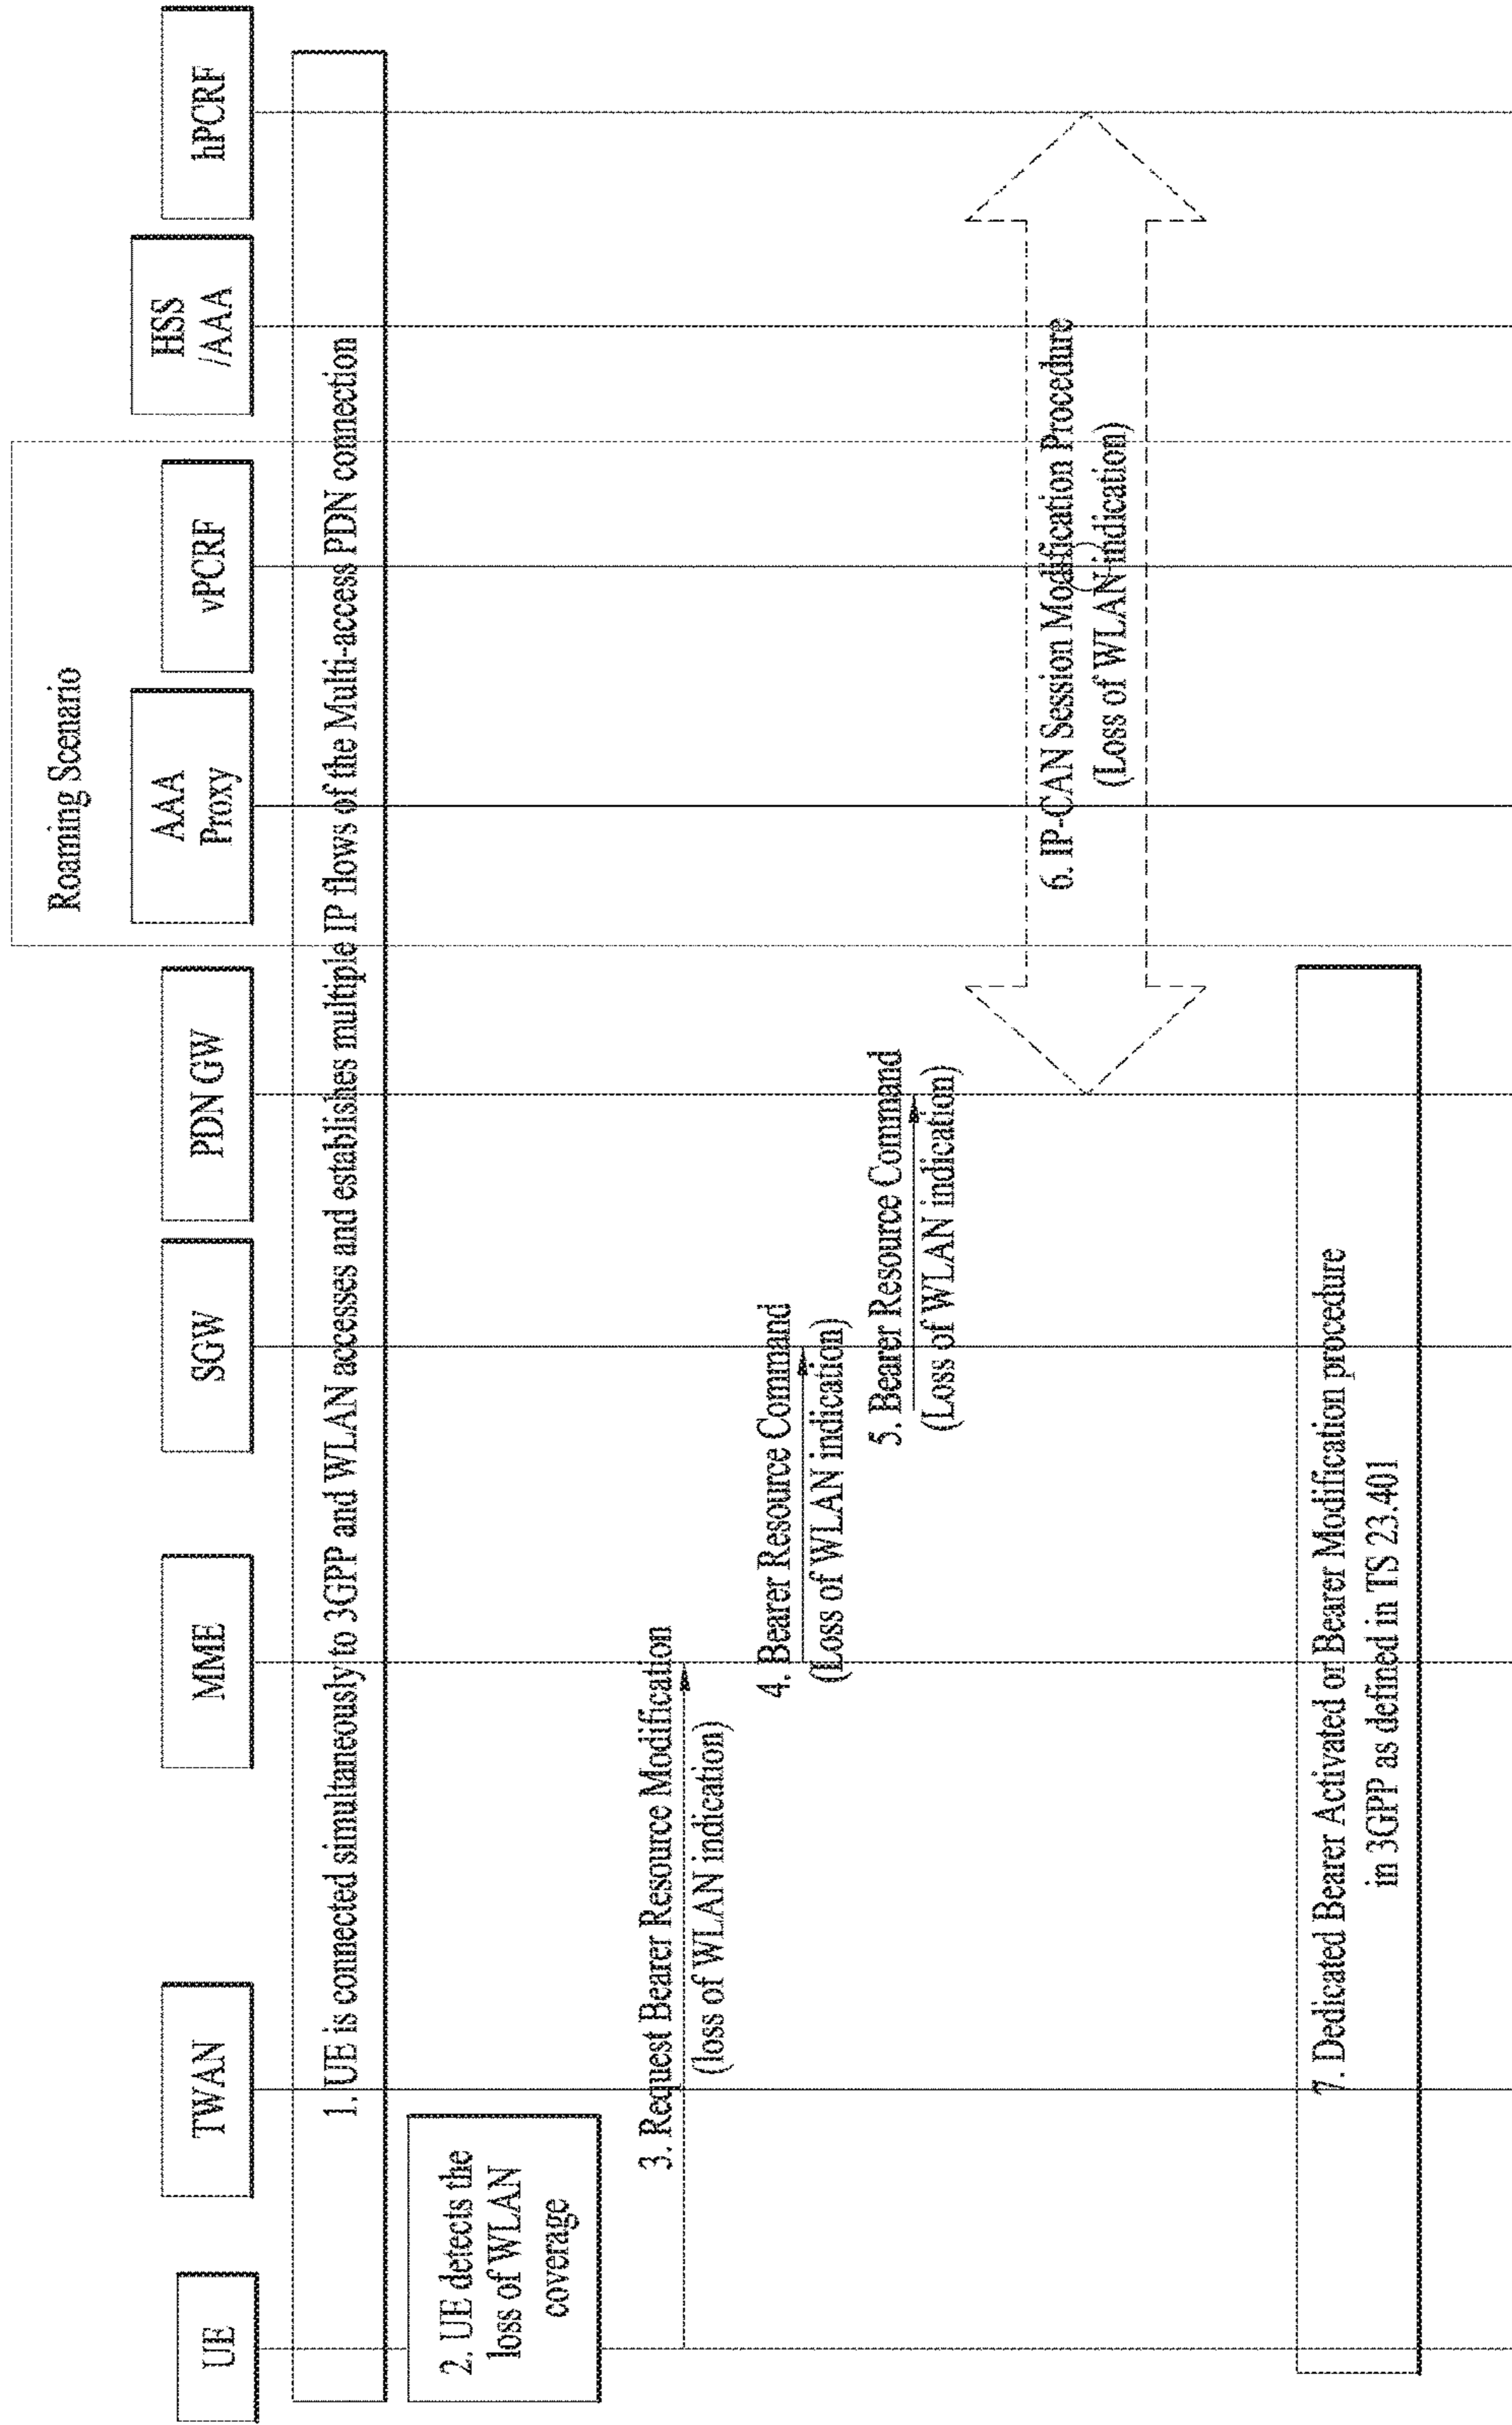 Roaming Scenario
UE
TWAN
MME
SGW
PDN GW
AAA
Proxy
vPCRF
HSS
/AAA
hPCRF
1. UE is connected simultaneously to 3GPP and WLAN accesses and establishes multiple IP flows of the Multi-access PDN connection
2. UE detects the
loss of WLAN
coverage
3. Request Bearer Resource Modification
(loss of WLAN indication)
4. Bearer Resource Command
(Loss of WLAN indication)
5. Bearer Resource Command
(Loss of WLAN indication)
6. IP-CAN Session Modification Procedure
(Loss of WLAN indication)
7. Dedicated Bearer Activated or Bearer Modification procedure
in 3GPP as defined in TS 23.401